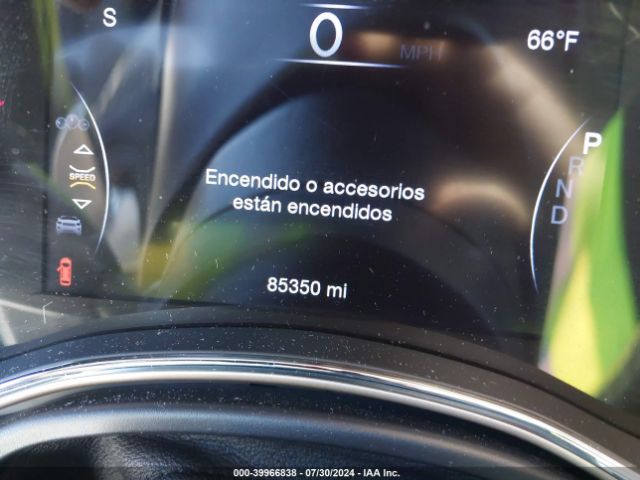 S
0
MPH
66°F
SPEED
P
R
N
D
Encendido o accesorios
están encendidos
85350 mi
000-39966838 - 07/30/2024 - IAA Inc.